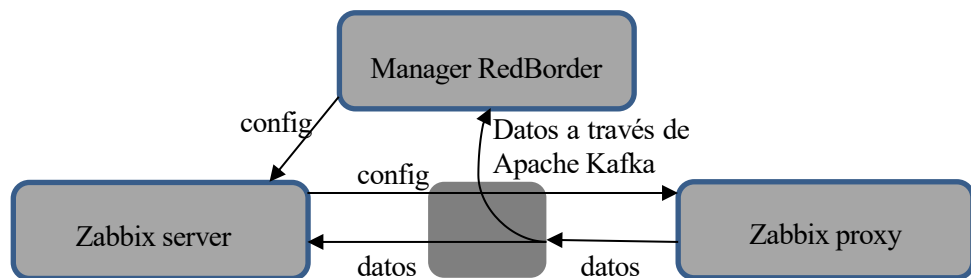 Manager RedBorder
config
Datos a través de
Apache Kafka
config
Zabbix server
Zabbix proxy
datos
datos